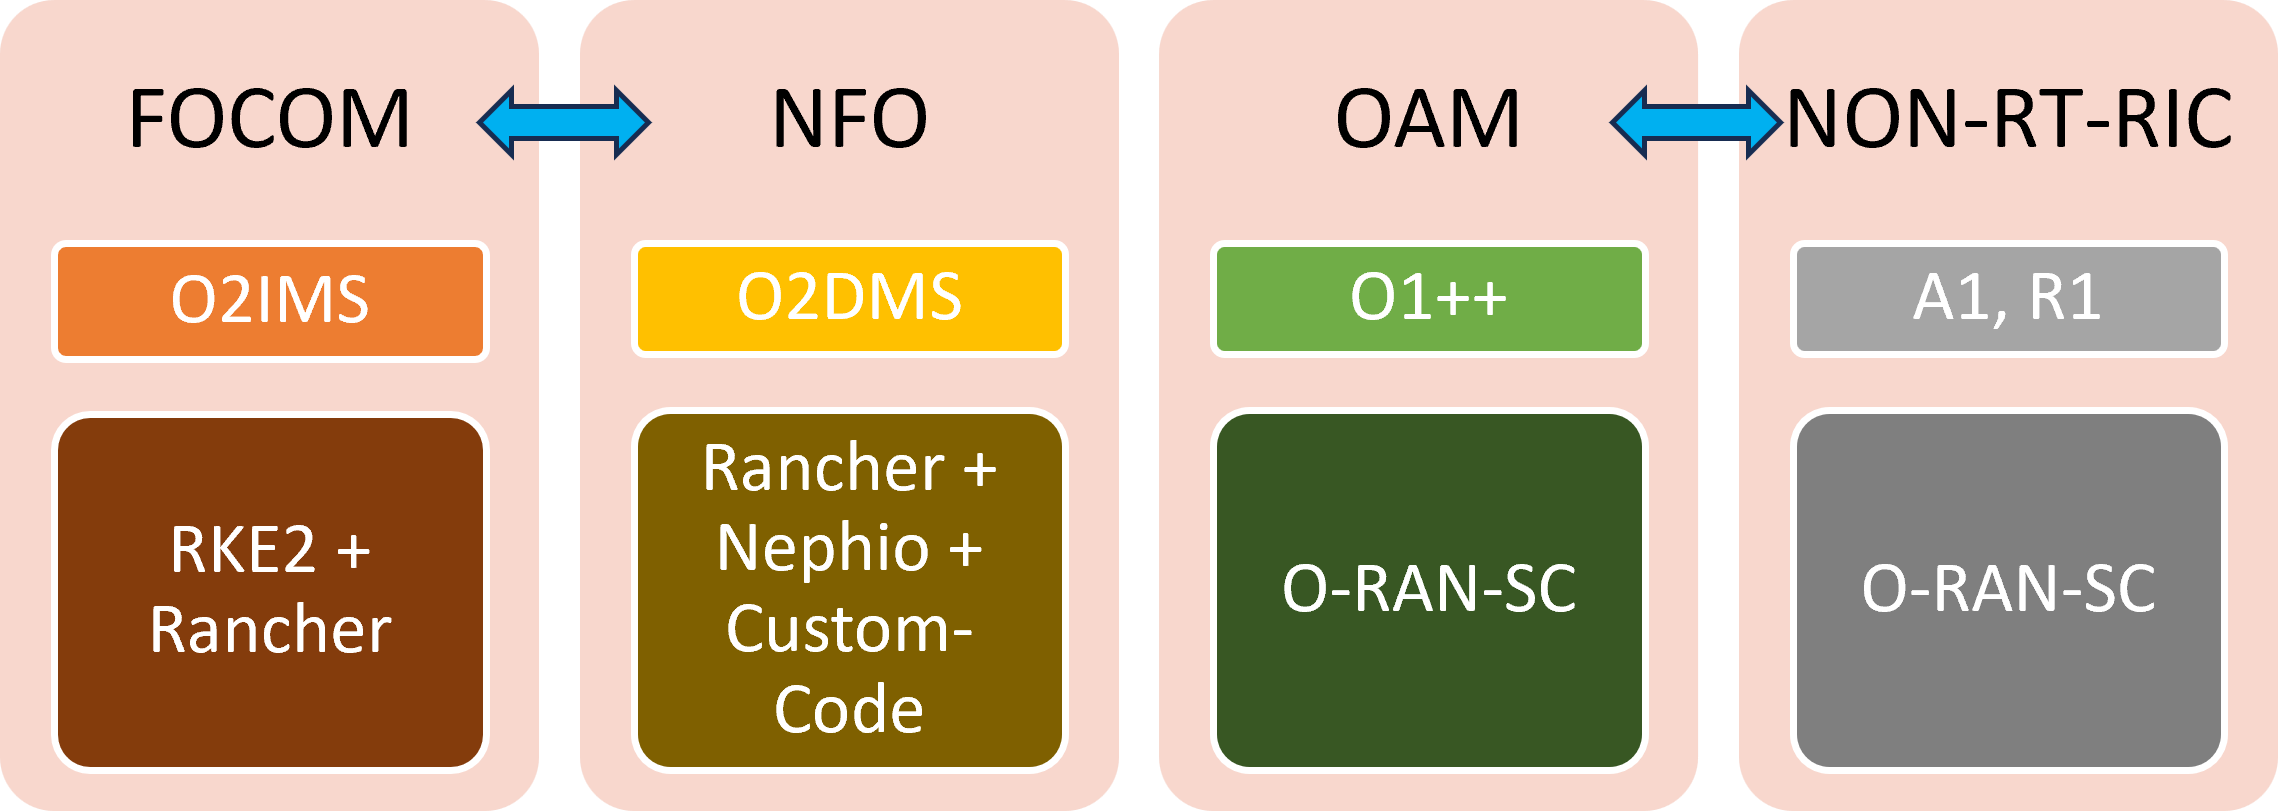 FOCOM
O2IMS
RKE2 +
Rancher
NFO
O2DMS
Rancher +
Nephio +
Custom-
Code
OAM
O1++
O-RAN-SC
NON-RT-RIC
A1, R1
O-RAN-SC